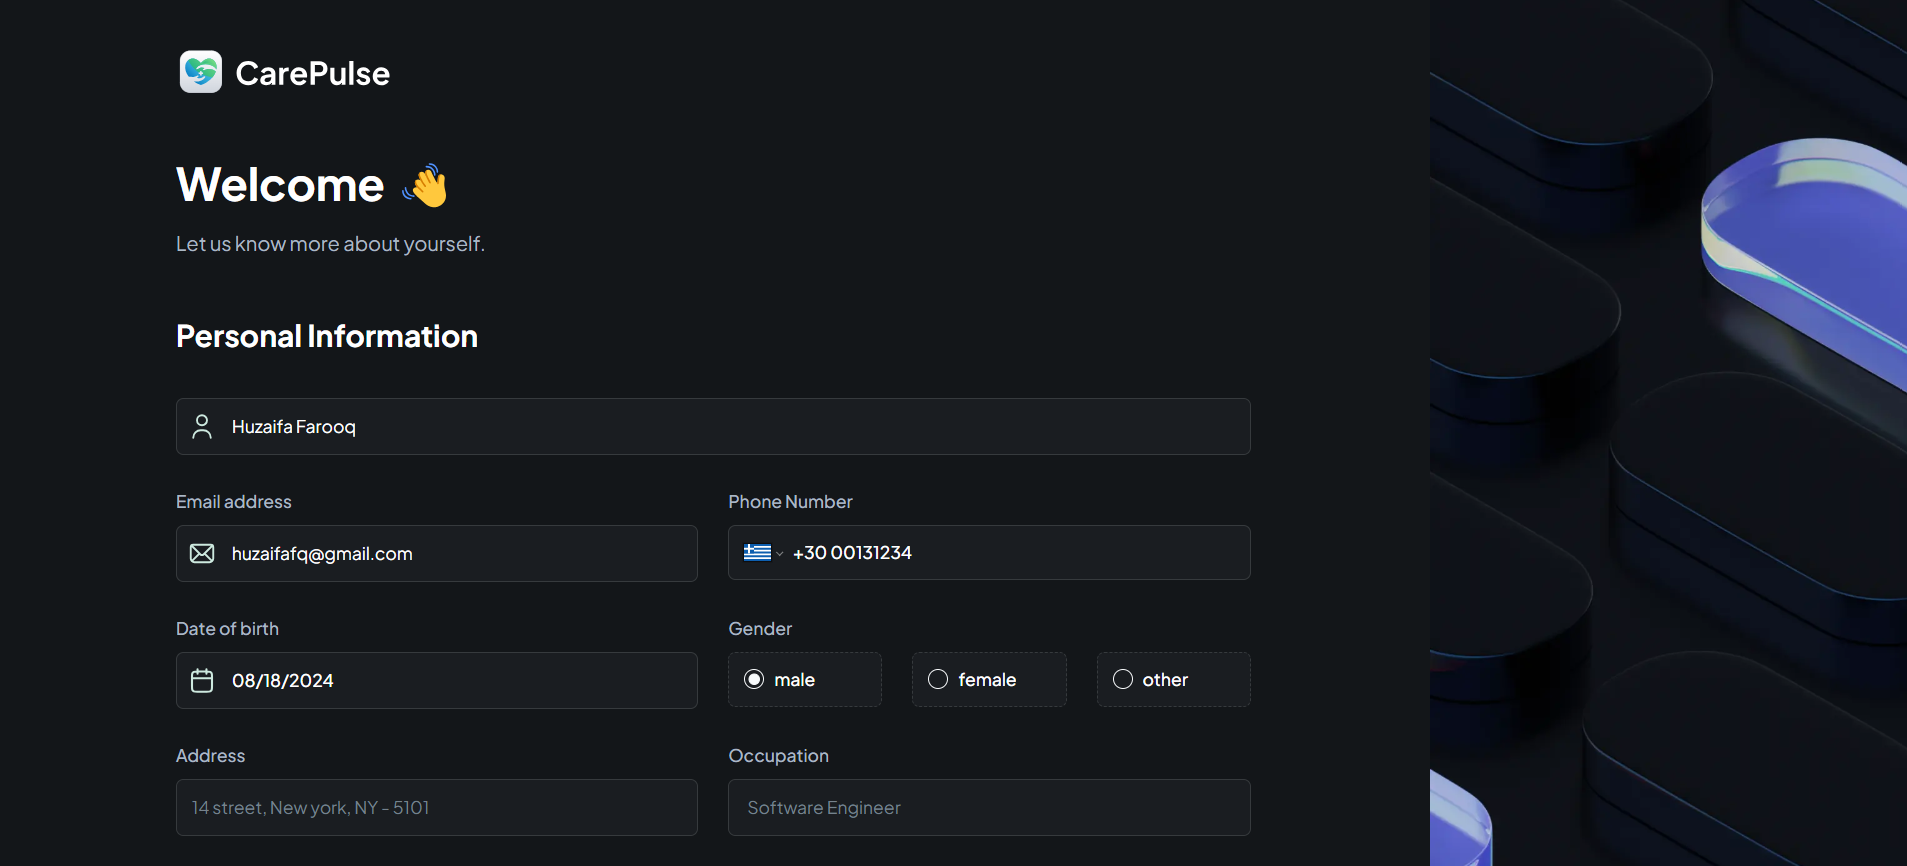 CarePulse
Welcome 👋
Let us know more about yourself.
Personal Information
Huzaifa Farooq
Email address
Phone Number
huzaifafq@gmail.com
+30 00131234
Date of birth
Gender
08/18/2024
male
female
other
Address
Occupation
14 street, New york, NY - 5101
Software Engineer